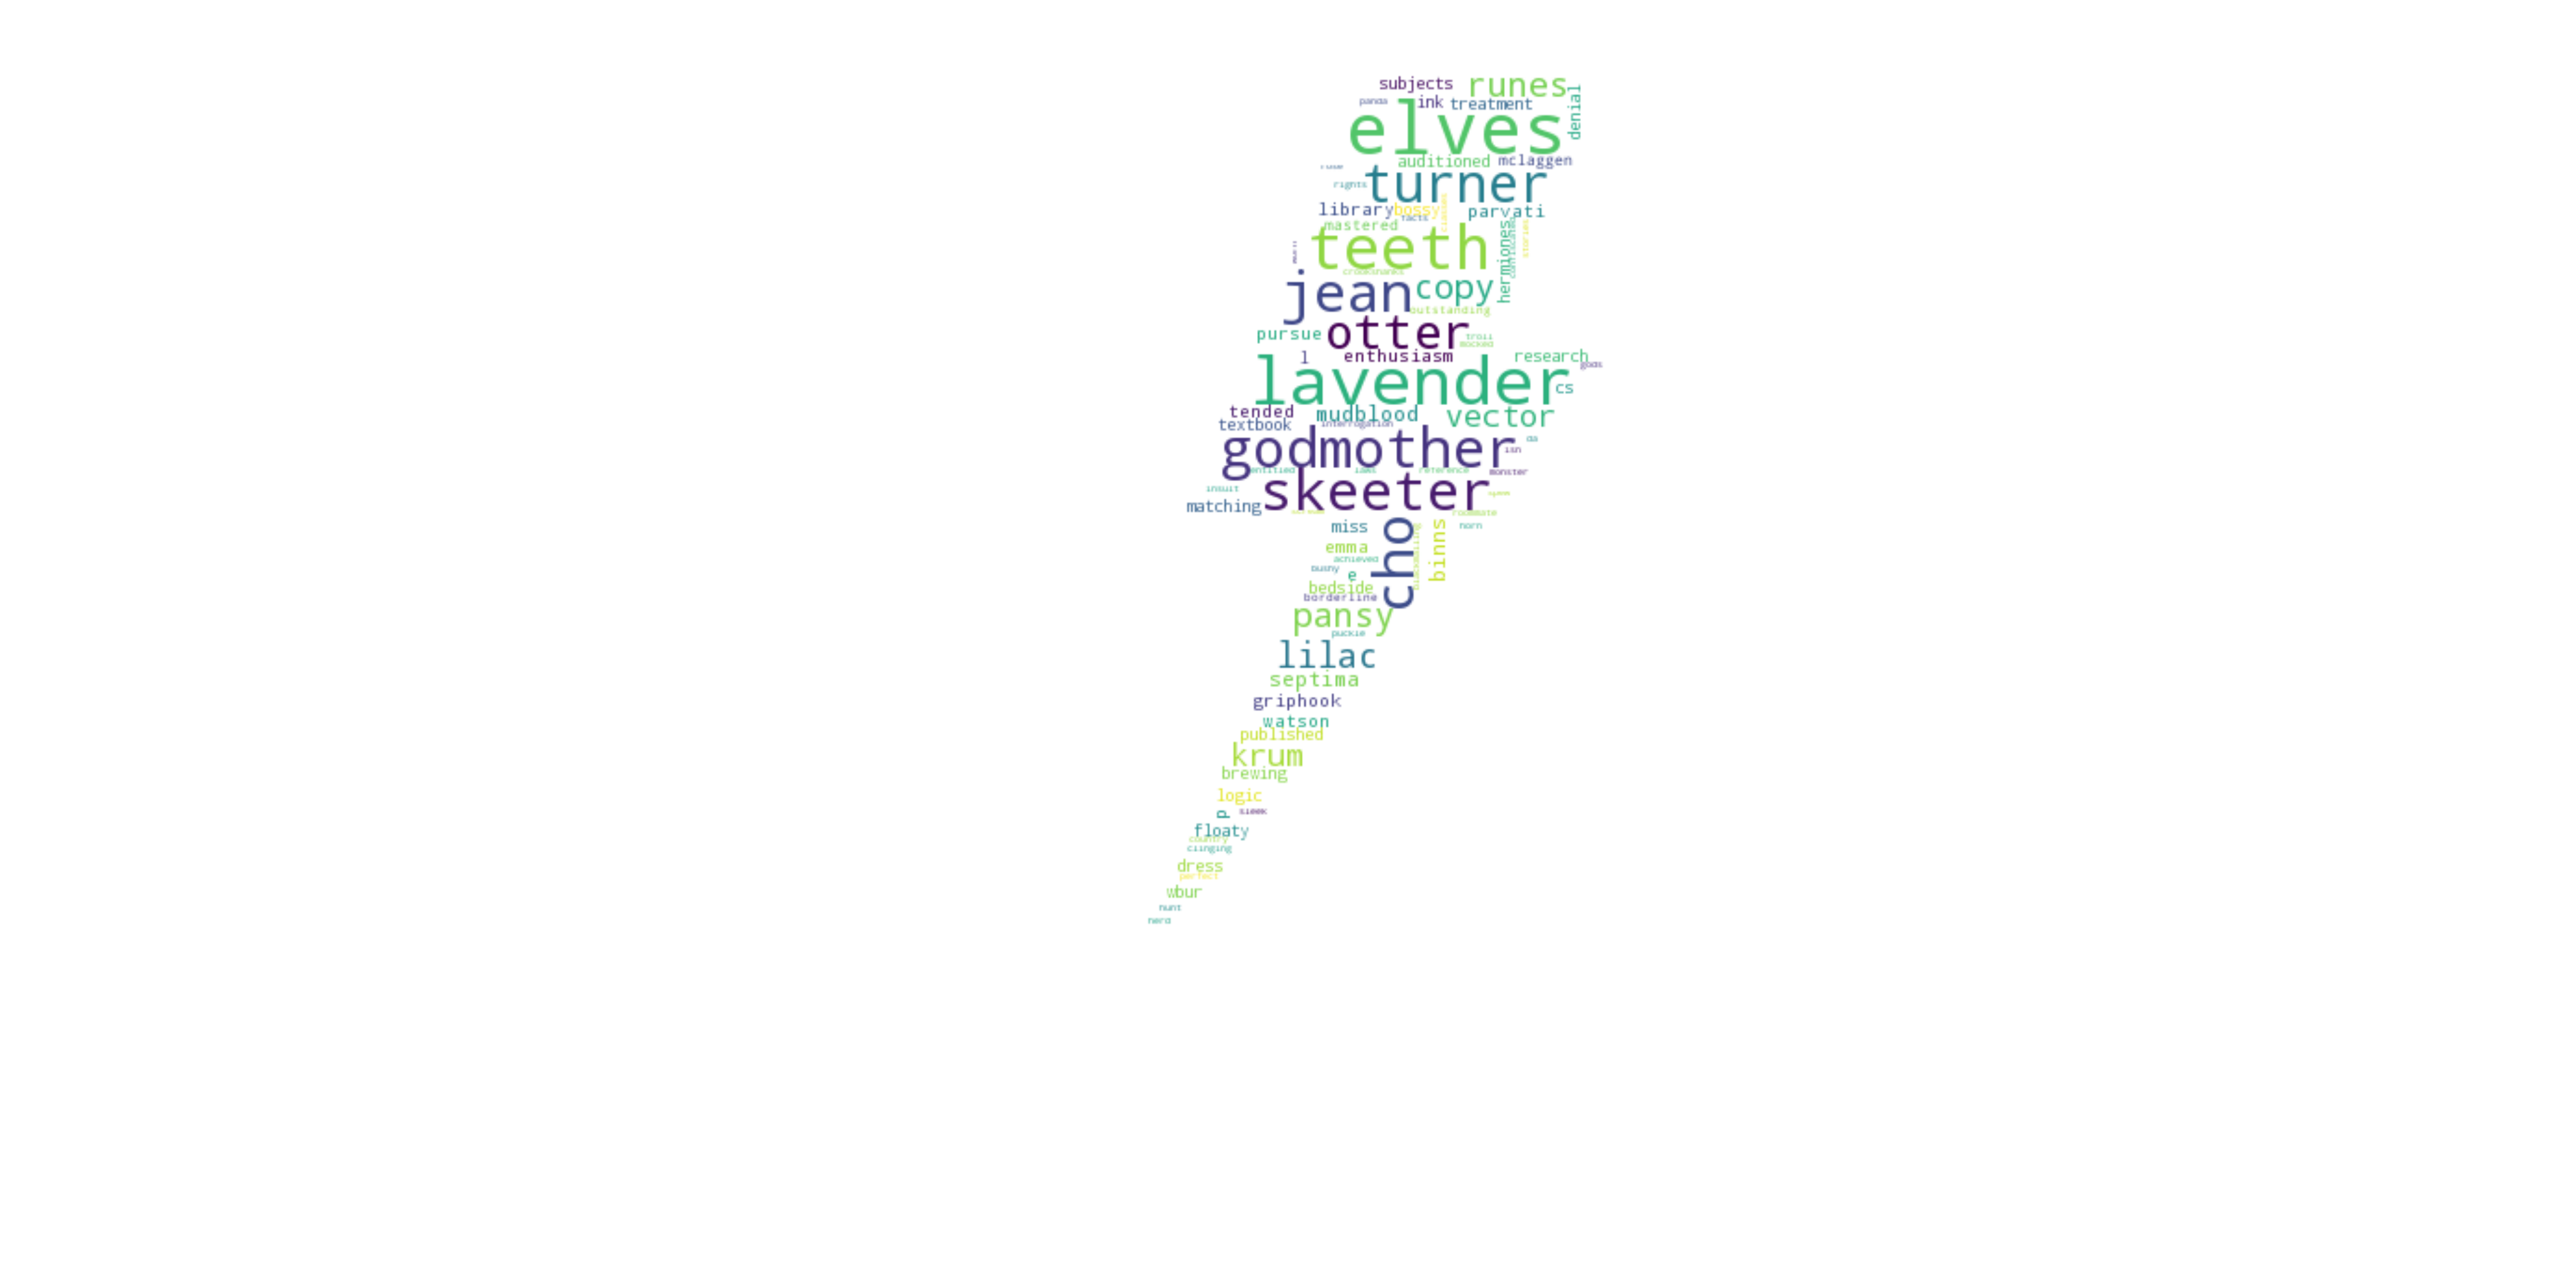 subjects runes
panda ink treatment denial
elves
auditioned mclaggen
rights turner
library bossy parvati
facts
mastered
teeth hermiones
crookshanks
jean copy
outstanding
pursue otter troll
mocked
l enthusiasm research
gods
lavender cs
tended mudblood vector
textbook interrogation
godmother da
isn
entitled reference monster
insult skeeter
matching
roommate
miss cho binns horn
emma
achieved
bushy e
bedside
borderline
pansy
puckle
lilac
septima
griphook
watson
published
krum
brewing
logic
p sleek
floaty
country
clinging
dress
perfect
wbur
hunt
nerd